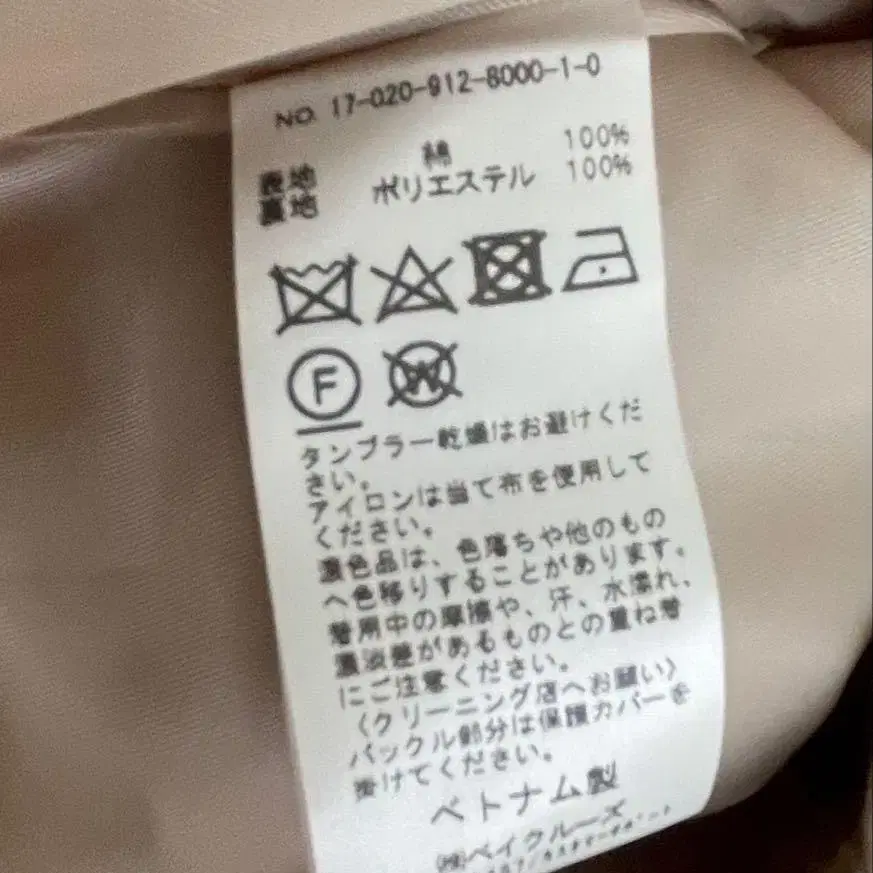 NO. 17-020-912-8000-1-0
表地 綿 100%
裏地 ポリエステル 100%
F
W
タンブラー乾燥はお避けくだ
さい。
アイロンは当て布を使用して
ください。
濃色品は、色落ちや他のもの
へ色移りすることがあります。
着用中の摩擦や、汗、水濡れ、
濃淡差があるものとの重ね着
にご注意ください。
〈クリーニング店へお願い〉
バックル部分は保護カバーを
掛けてください。
ベトナム製
㈱ベイクルーズ